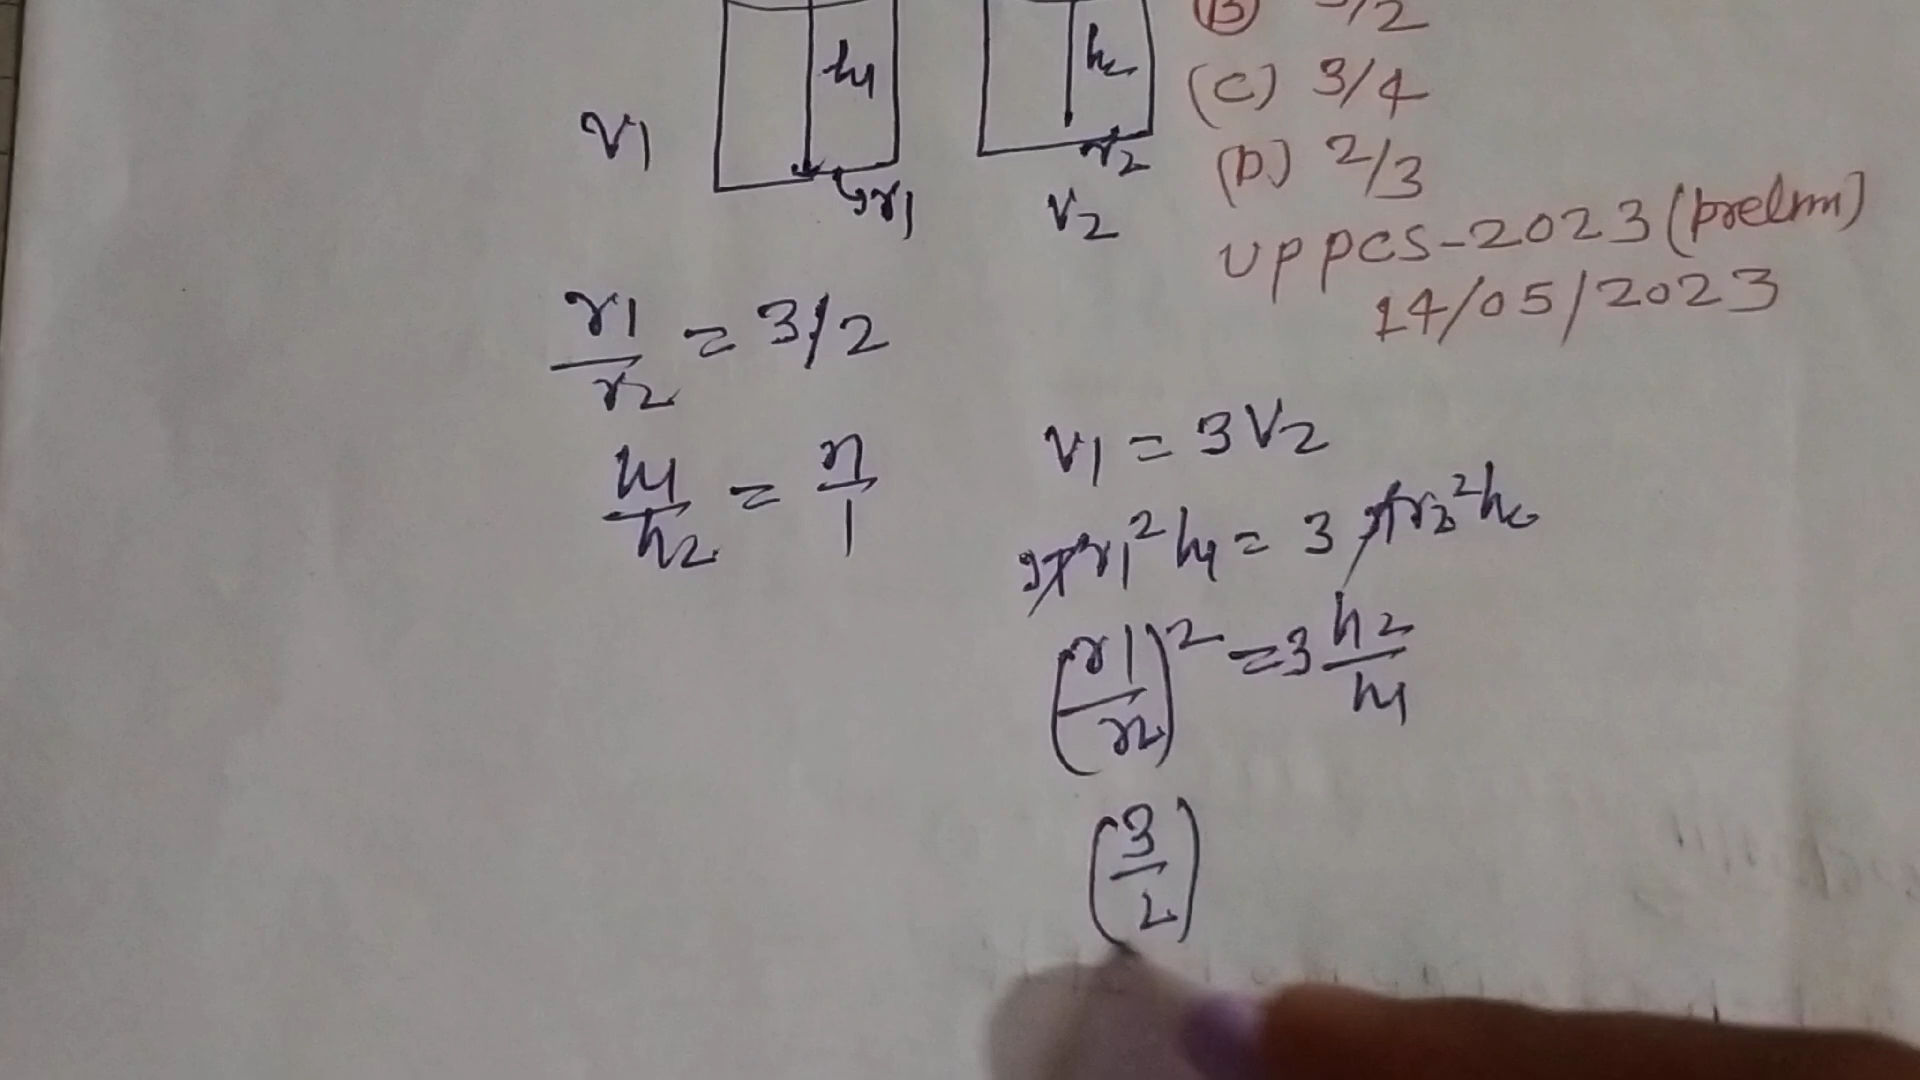 (B) 3/2
h1
h2
(C) 3/4
V1
r2
(D) 2/3
r1
V2
UPPCS-2023 (prelim)
14/05/2023
r1/r2 = 3/2
V1 = 3V2
h1/h2 = n/1
πr1²h1 = 3πr2²h2
(r1/r2)² = 3 h2/h1
(3/2)